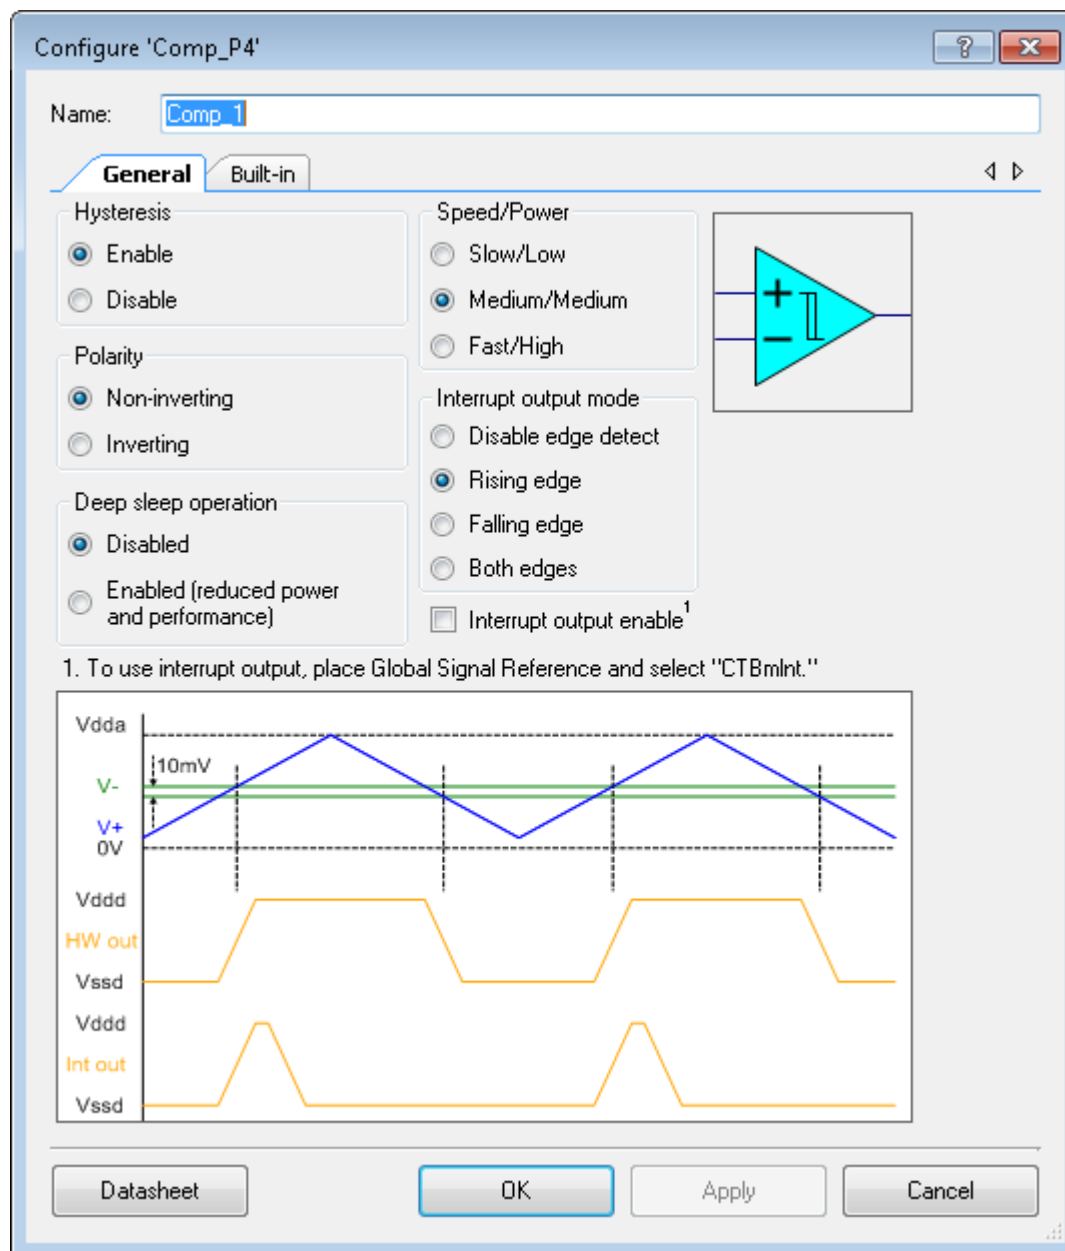 Configure 'Comp_P4'
Name: Comp_1
General Built-in
Hysteresis
Enable
Disable
Polarity
Non-inverting
Inverting
Deep sleep operation
Disabled
Enabled (reduced power
and performance)
Speed/Power
Slow/Low
Medium/Medium
Fast/High
Interrupt output mode
Disable edge detect
Rising edge
Falling edge
Both edges
Interrupt output enable1
1. To use interrupt output, place Global Signal Reference and select "CTBmInt."
Vdda
10mV
V-
V+
0V
Vddd
HW out
Vssd
Vddd
Int out
Vssd
Datasheet OK Apply Cancel